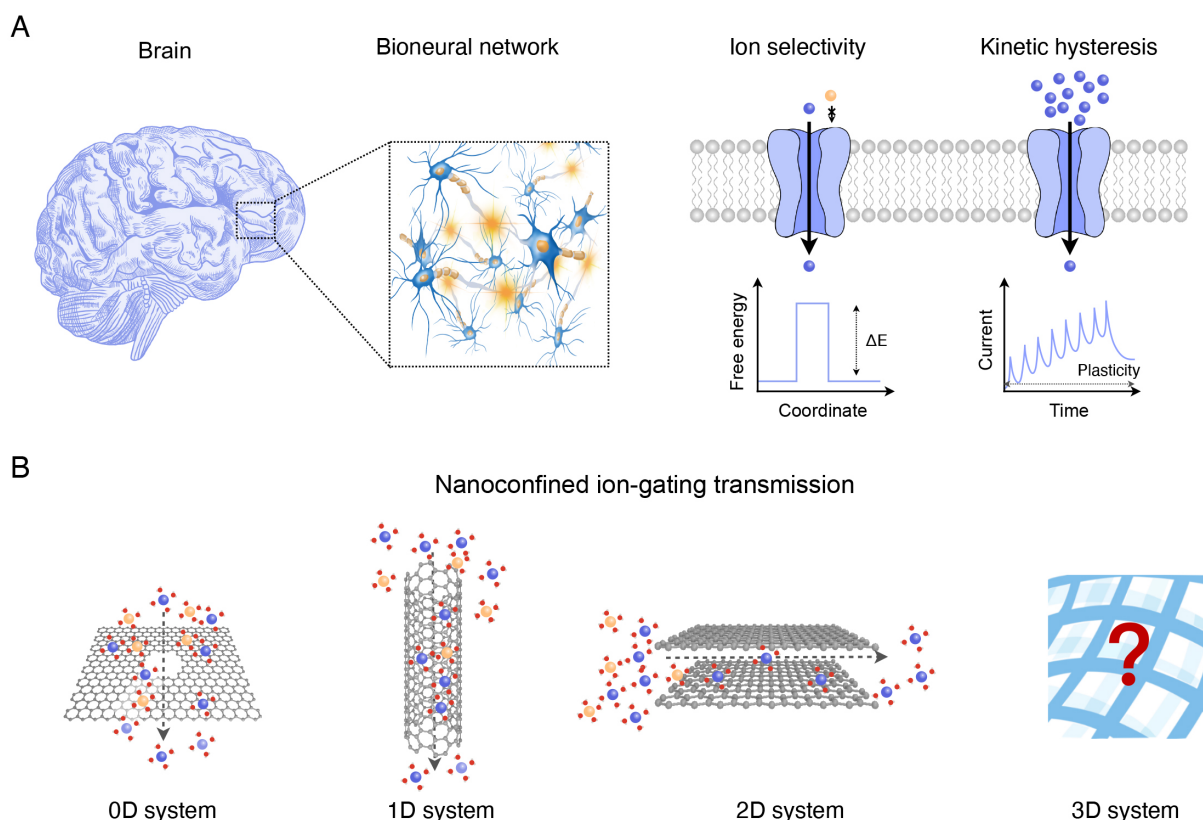 A
Brain
Bioneural network
Ion selectivity
Kinetic hysteresis
Free energy
ΔE
Coordinate
Current
Plasticity
Time
B
Nanoconfined ion-gating transmission
?
0D system
1D system
2D system
3D system